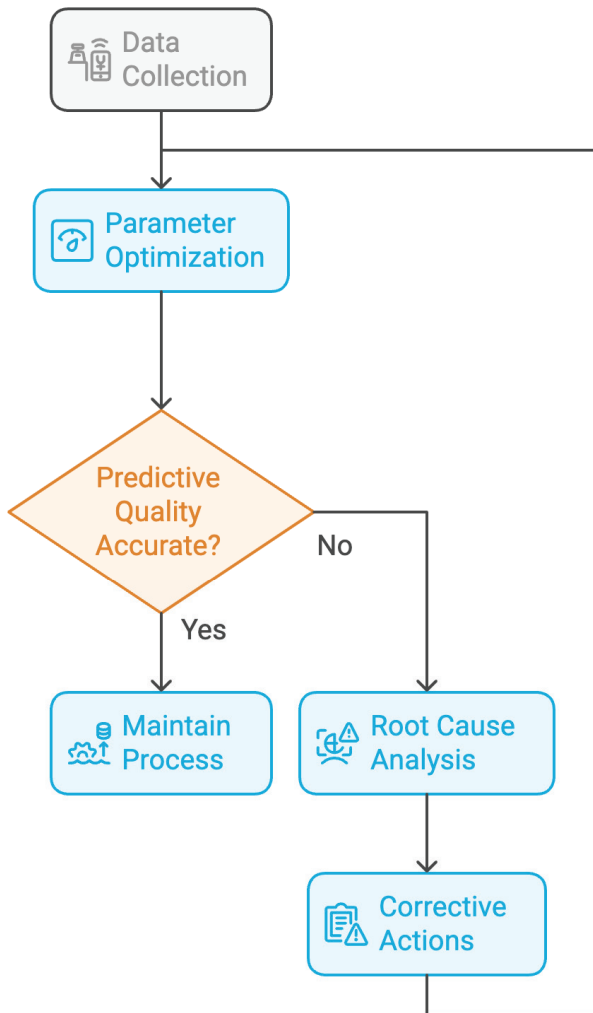 Data
Collection
Parameter
Optimization
Predictive
Quality
Accurate?
No
Yes
Maintain
Process
Root Cause
Analysis
Corrective
Actions